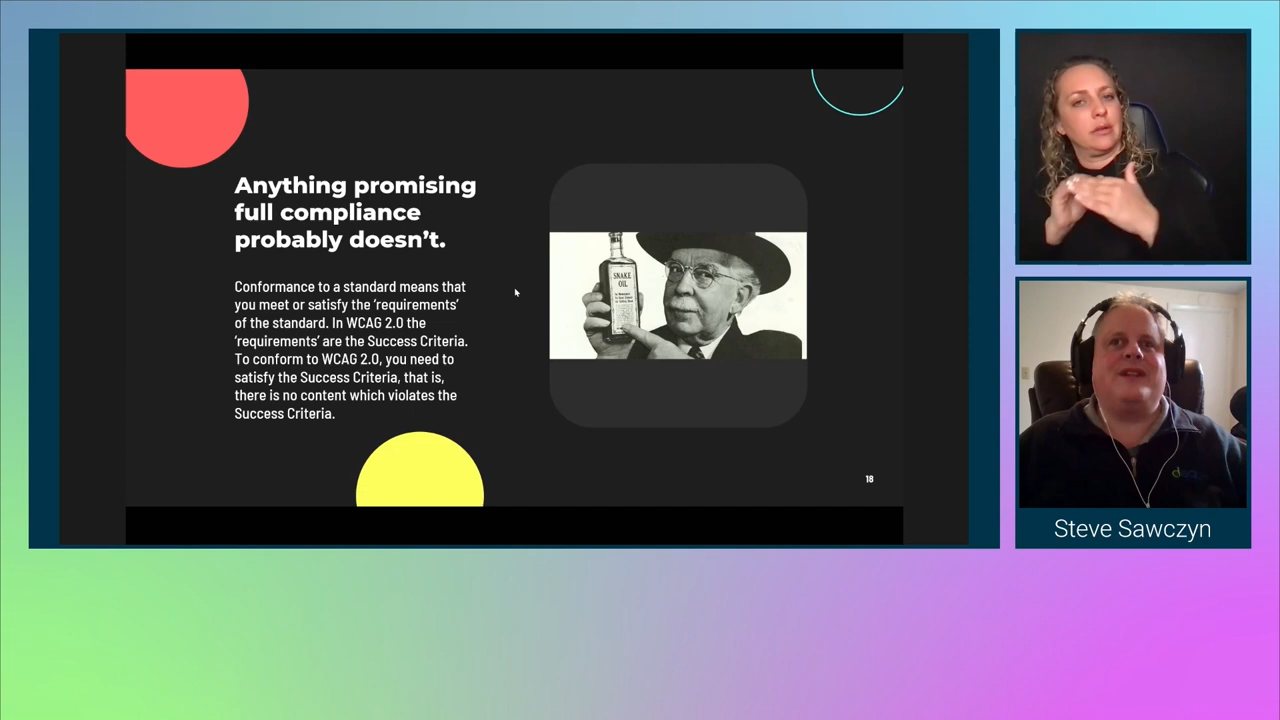 Anything promising
full compliance
probably doesn’t.
Conformance to a standard means that
you meet or satisfy the ‘requirements’
of the standard. In WCAG 2.0 the
‘requirements’ are the Success Criteria.
To conform to WCAG 2.0, you need to
satisfy the Success Criteria, that is,
there is no content which violates the
Success Criteria.
SNAKE
OIL
18
Steve Sawczyn